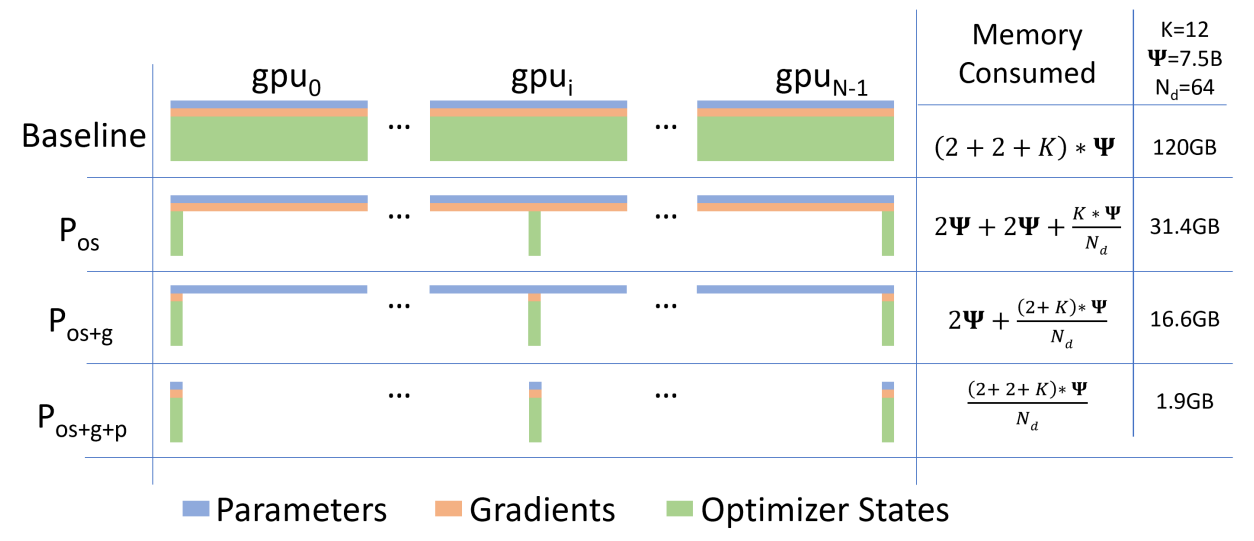 gpu0 gpui gpuN-1 Memory Consumed K=12
Ψ=7.5B
Nd=64
Baseline ... ... (2 + 2 + K) ∗ Ψ 120GB
Pos ... ... 2Ψ + 2Ψ + K ∗ Ψ / Nd 31.4GB
Pos+g ... ... 2Ψ + (2+ K)∗ Ψ / Nd 16.6GB
Pos+g+p ... ... (2+ 2+ K)∗ Ψ / Nd 1.9GB
Parameters Gradients Optimizer States